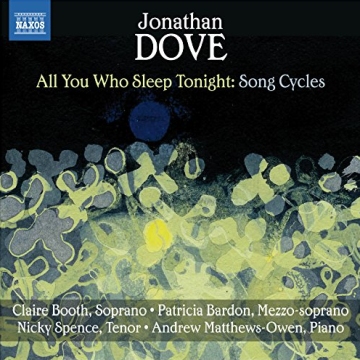 NAXOS
Jonathan
DOVE
All You Who Sleep Tonight: Song Cycles
Claire Booth, Soprano • Patricia Bardon, Mezzo-soprano
Nicky Spence, Tenor • Andrew Matthews-Owen, Piano